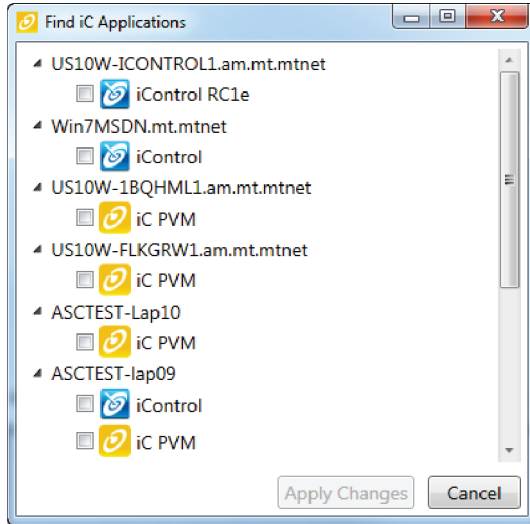 Find iC Applications
US10W-ICONTROL1.am.mt.mtnet
iControl RC1e
Win7MSDN.mt.mtnet
iControl
US10W-1BQHML1.am.mt.mtnet
iC PVM
US10W-FLKGRW1.am.mt.mtnet
iC PVM
ASCTEST-Lap10
iC PVM
ASCTEST-lap09
iControl
iC PVM
Apply Changes Cancel